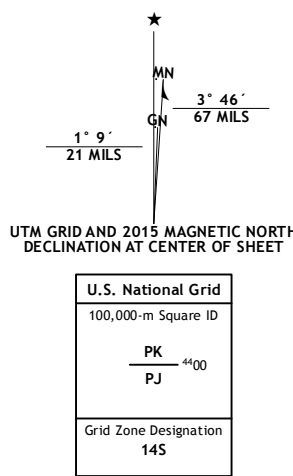 ★
MN
3° 46´
67 MILS
GN
1° 9´
21 MILS
UTM GRID AND 2015 MAGNETIC NORTH
DECLINATION AT CENTER OF SHEET
U.S. National Grid
100,000-m Square ID
PK
4400
PJ
Grid Zone Designation
14S